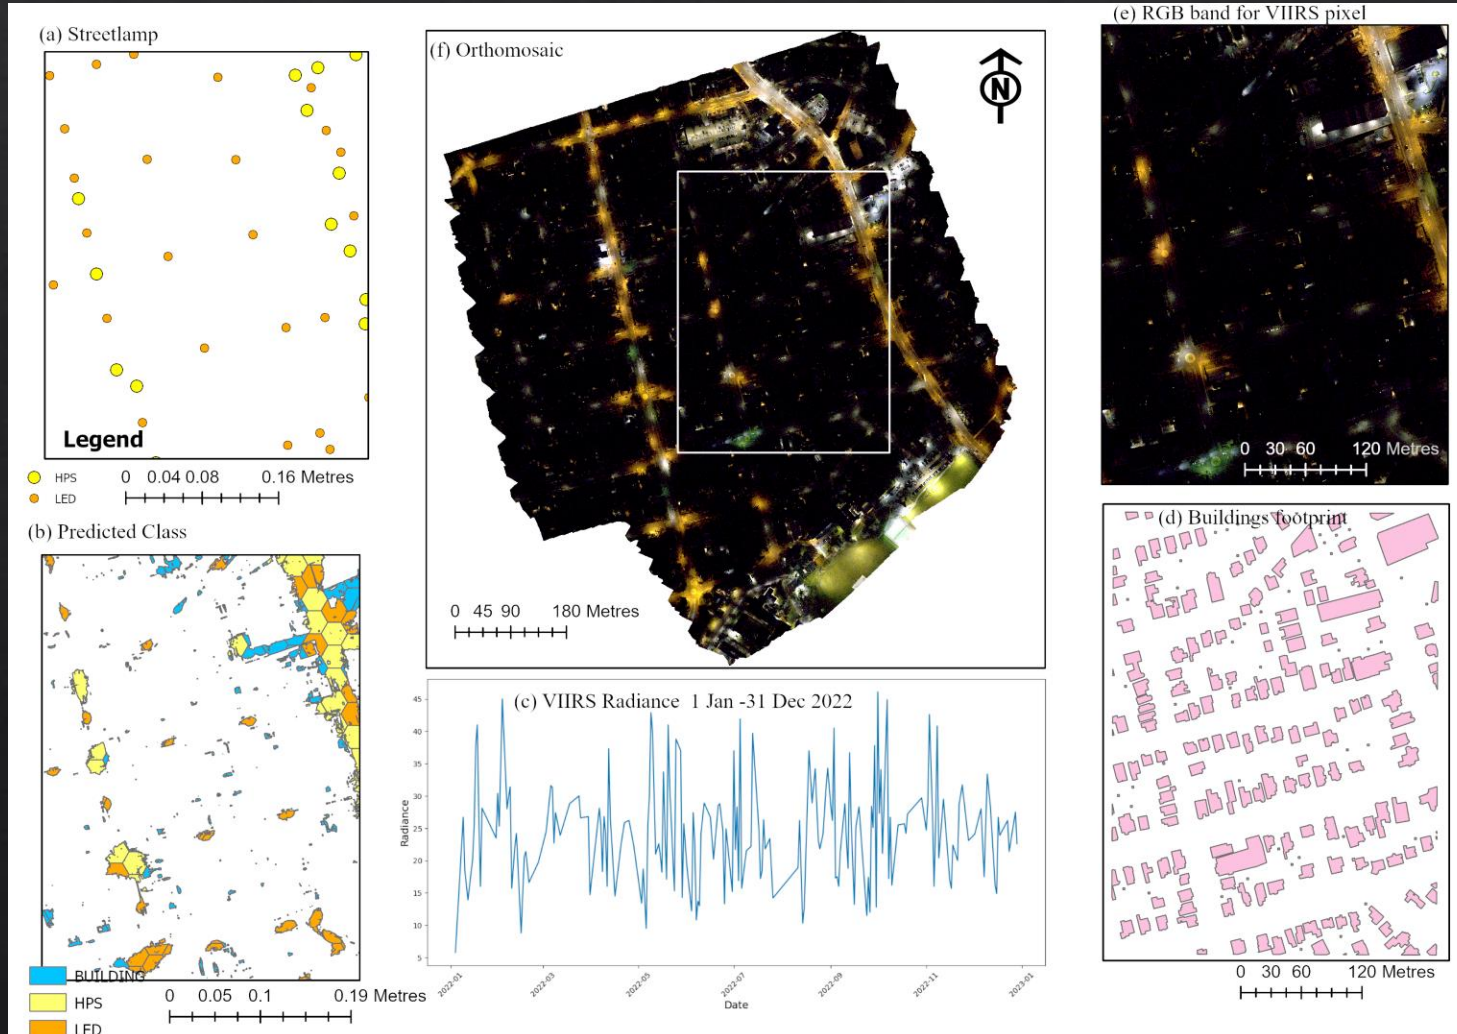 (a) Streetlamp
Legend
HPS
LED
0 0.04 0.08 0.16 Metres
(b) Predicted Class
BUILDING
HPS
LED
0 0.05 0.1 0.19 Metres
(f) Orthomosaic
N
0 45 90 180 Metres
(c) VIIRS Radiance 1 Jan -31 Dec 2022
45
40
35
30
25
20
15
10
5
Radiance
2022-01
2022-03
2022-05
2022-07
2022-09
2022-11
2023-01
Date
(e) RGB band for VIIRS pixel
0 30 60 120 Metres
(d) Buildings footprint
0 30 60 120 Metres